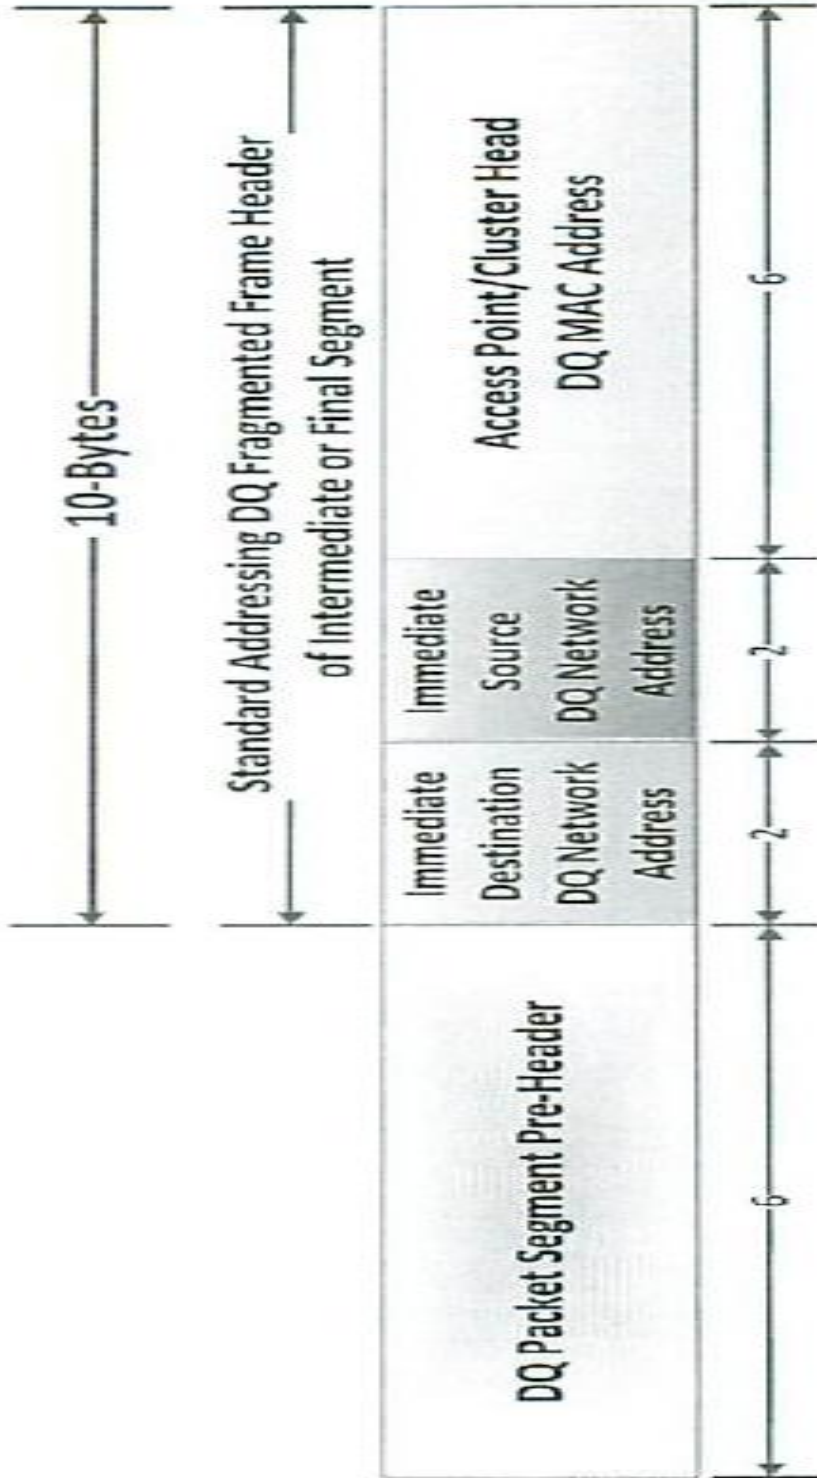 10-Bytes
Standard Addressing DQ Fragmented Frame Header
of Intermediate or Final Segment
DQ Packet Segment Pre-Header
Immediate
Destination
DQ Network
Address
Immediate
Source
DQ Network
Address
Access Point/Cluster Head
DQ MAC Address
6
2
2
6